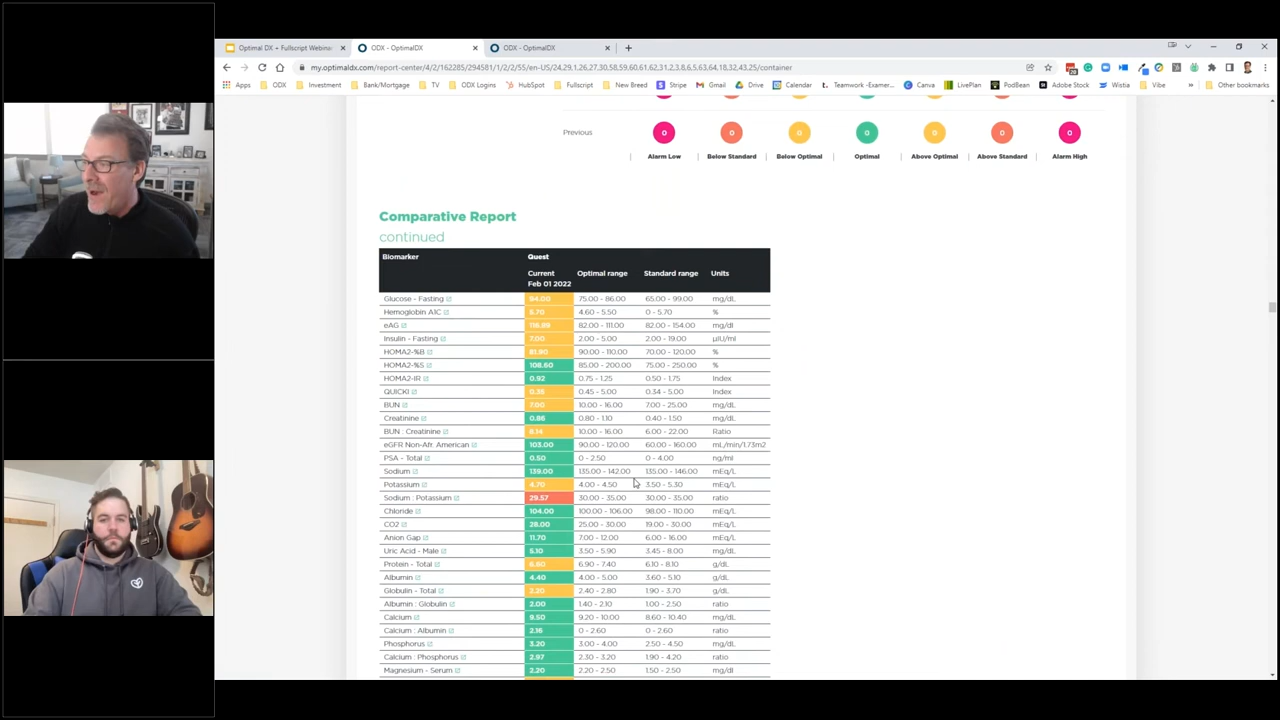 Optimal DX + Fullscript Webina
ODX - OptimalDX
ODX - OptimalDX
my.optimaldx.com/report-center/4/2/162285/294581/1/2/2/55/en-US/24,29,1,26,27,30,58,59,60,61,62,31,2,3,8,6,5,63,64,18,32,43,25/container
Apps ODX Investment Bank/Mortgage TV ODX Logins HubSpot Fullscript New Breed Stripe Gmail Drive Calendar Teamwork -Examer... Canva LivePlan PodBean Adobe Stock Wistia Vibe » Other bookmarks
Previous 0 0 0 0 0 0 0
Alarm Low Below Standard Below Optimal Optimal Above Optimal Above Standard Alarm High
Comparative Report
continued
Biomarker Quest
Current Optimal range Standard range Units
Feb 01 2022
Glucose - Fasting 94.00 75.00 - 86.00 65.00 - 99.00 mg/dL
Hemoglobin A1C 5.70 4.60 - 5.50 0 - 5.70 %
eAG 116.89 82.00 - 111.00 82.00 - 154.00 mg/dl
Insulin - Fasting 7.00 2.00 - 5.00 2.00 - 19.00 µIU/ml
HOMA2-%B 81.90 90.00 - 110.00 70.00 - 120.00 %
HOMA2-%S 108.60 85.00 - 200.00 75.00 - 250.00 %
HOMA2-IR 0.92 0.75 - 1.25 0.50 - 1.75 Index
QUICKI 0.35 0.45 - 5.00 0.34 - 5.00 Index
BUN 7.00 10.00 - 16.00 7.00 - 25.00 mg/dL
Creatinine 0.86 0.80 - 1.10 0.40 - 1.50 mg/dL
BUN : Creatinine 8.14 10.00 - 16.00 6.00 - 22.00 Ratio
eGFR Non-Afr. American 103.00 90.00 - 120.00 60.00 - 160.00 mL/min/1.73m2
PSA - Total 0.50 0 - 2.50 0 - 4.00 ng/ml
Sodium 139.00 135.00 - 142.00 135.00 - 146.00 mEq/L
Potassium 4.70 4.00 - 4.50 3.50 - 5.30 mEq/L
Sodium : Potassium 29.57 30.00 - 35.00 30.00 - 35.00 ratio
Chloride 104.00 100.00 - 106.00 98.00 - 110.00 mEq/L
CO2 28.00 25.00 - 30.00 19.00 - 30.00 mEq/L
Anion Gap 11.70 7.00 - 12.00 6.00 - 16.00 mEq/L
Uric Acid - Male 5.10 3.50 - 5.90 3.45 - 8.00 mg/dL
Protein - Total 6.60 6.90 - 7.40 6.10 - 8.10 g/dL
Albumin 4.40 4.00 - 5.00 3.60 - 5.10 g/dL
Globulin - Total 2.20 2.40 - 2.80 1.90 - 3.70 g/dL
Albumin : Globulin 2.00 1.40 - 2.10 1.00 - 2.50 ratio
Calcium 9.50 9.20 - 10.00 8.60 - 10.40 mg/dL
Calcium : Albumin 2.16 0 - 2.60 0 - 2.60 ratio
Phosphorus 3.20 3.00 - 4.00 2.50 - 4.50 mg/dL
Calcium : Phosphorus 2.97 2.30 - 3.20 1.90 - 4.20 ratio
Magnesium - Serum 2.20 2.20 - 2.50 1.50 - 2.50 mg/dl